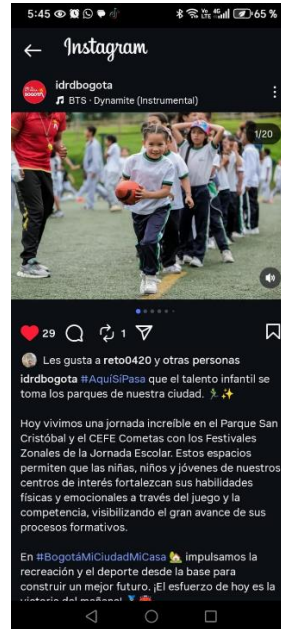 5:45
65 %
Instagram
idrdbogota
BTS · Dynamite (Instrumental)
1/20
29
1
Les gusta a reto0420 y otras personas
idrdbogota #AquíSíPasa que el talento infantil se
toma los parques de nuestra ciudad.
Hoy vivimos una jornada increíble en el Parque San
Cristóbal y el CEFE Cometas con los Festivales
Zonales de la Jornada Escolar. Estos espacios
permiten que las niñas, niños y jóvenes de nuestros
centros de interés fortalezcan sus habilidades
físicas y emocionales a través del juego y la
competencia, visibilizando el gran avance de sus
procesos formativos.
En #BogotáMiCiudadMiCasa impulsamos la
recreación y el deporte desde la base para
construir un mejor futuro. ¡El esfuerzo de hoy es la
victoria del mañana!